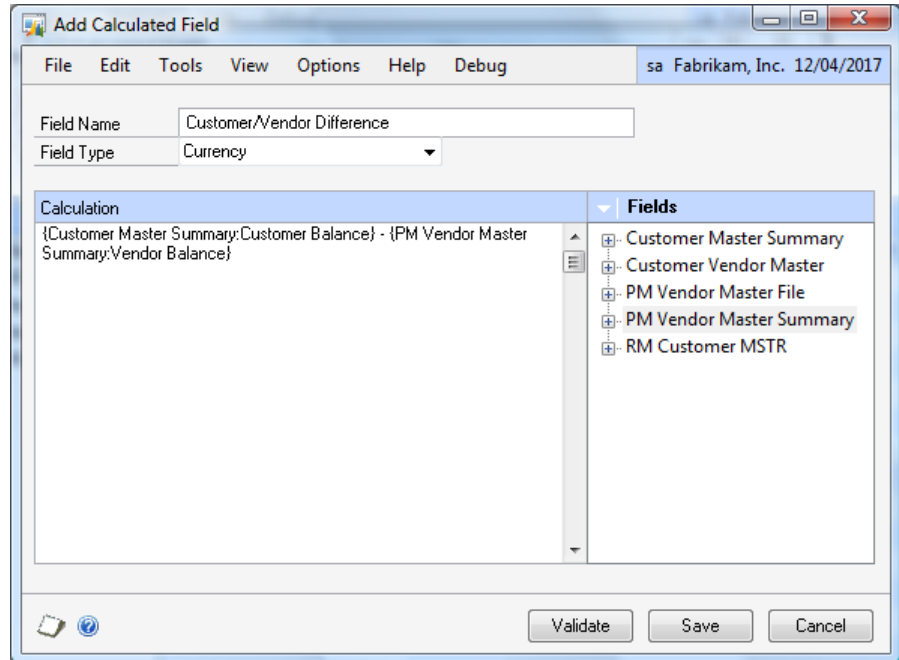 Add Calculated Field
File Edit Tools View Options Help Debug sa Fabrikam, Inc. 12/04/2017
Field Name Customer/Vendor Difference
Field Type Currency
Calculation
{Customer Master Summary:Customer Balance} - {PM Vendor Master
Summary:Vendor Balance}
Fields
Customer Master Summary
Customer Vendor Master
PM Vendor Master File
PM Vendor Master Summary
RM Customer MSTR
Validate Save Cancel